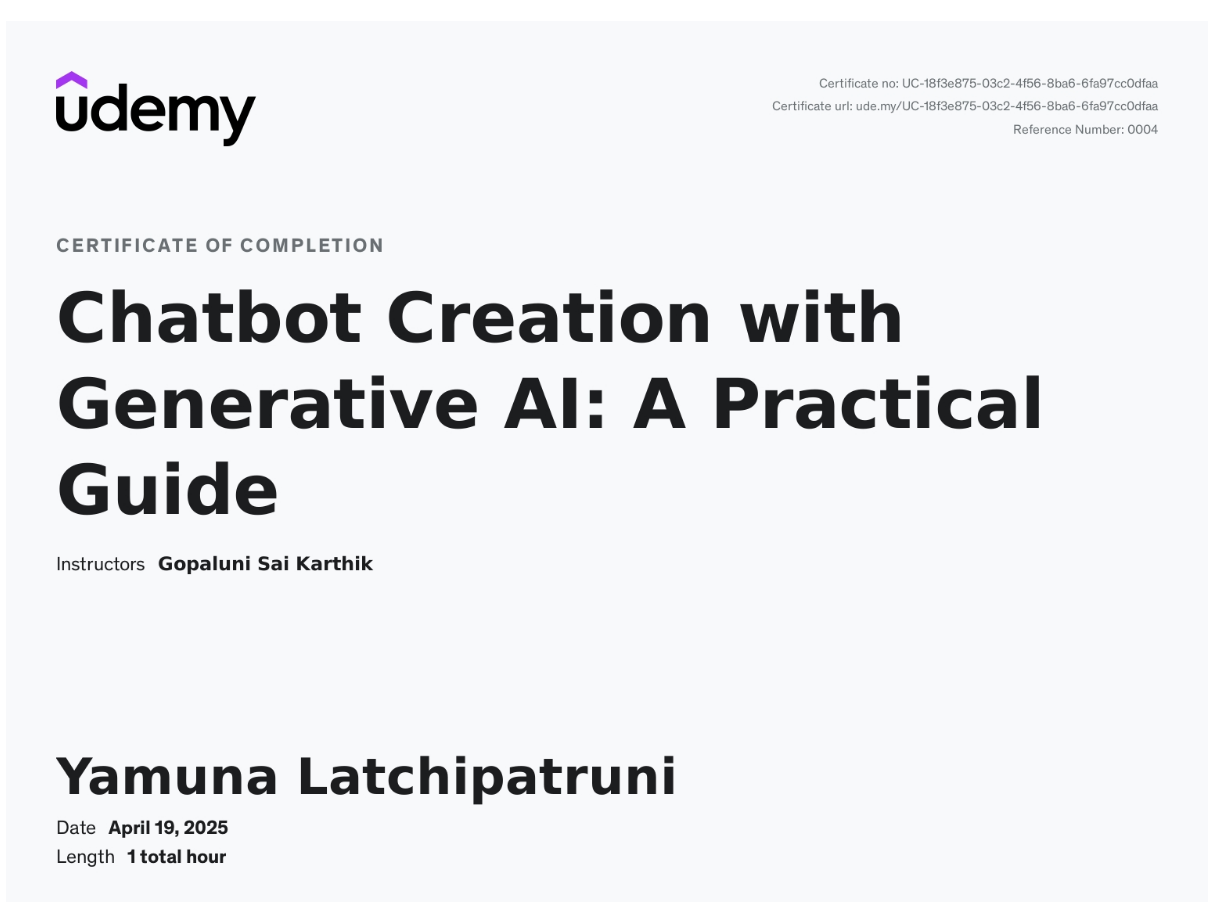 udemy
Certificate no: UC-18f3e875-03c2-4f56-8ba6-6fa97cc0dfaa
Certificate url: ude.my/UC-18f3e875-03c2-4f56-8ba6-6fa97cc0dfaa
Reference Number: 0004
CERTIFICATE OF COMPLETION
Chatbot Creation with
Generative AI: A Practical
Guide
Instructors Gopaluni Sai Karthik
Yamuna Latchipatruni
Date April 19, 2025
Length 1 total hour